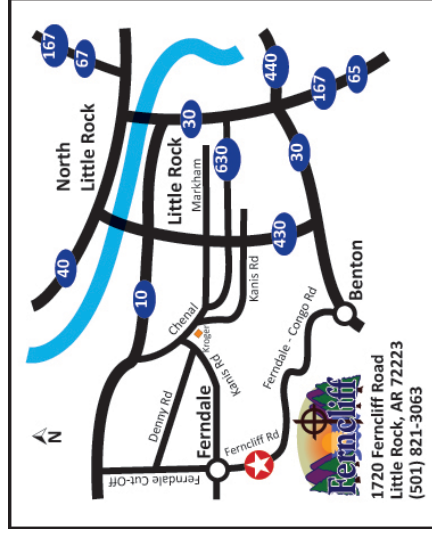 167
67
North
Little Rock
40
440
30
167
65
Little Rock
Markham
630
30
10
430
Chenal
Kroger
Kanis Rd
Benton
N
Denny Rd
Kanis Rd
Ferndale - Congo Rd
Ferndale
Ferndale Cut-Off
Ferncliff Rd
Ferncliff
1720 Ferncliff Road
Little Rock, AR 72223
(501) 821-3063